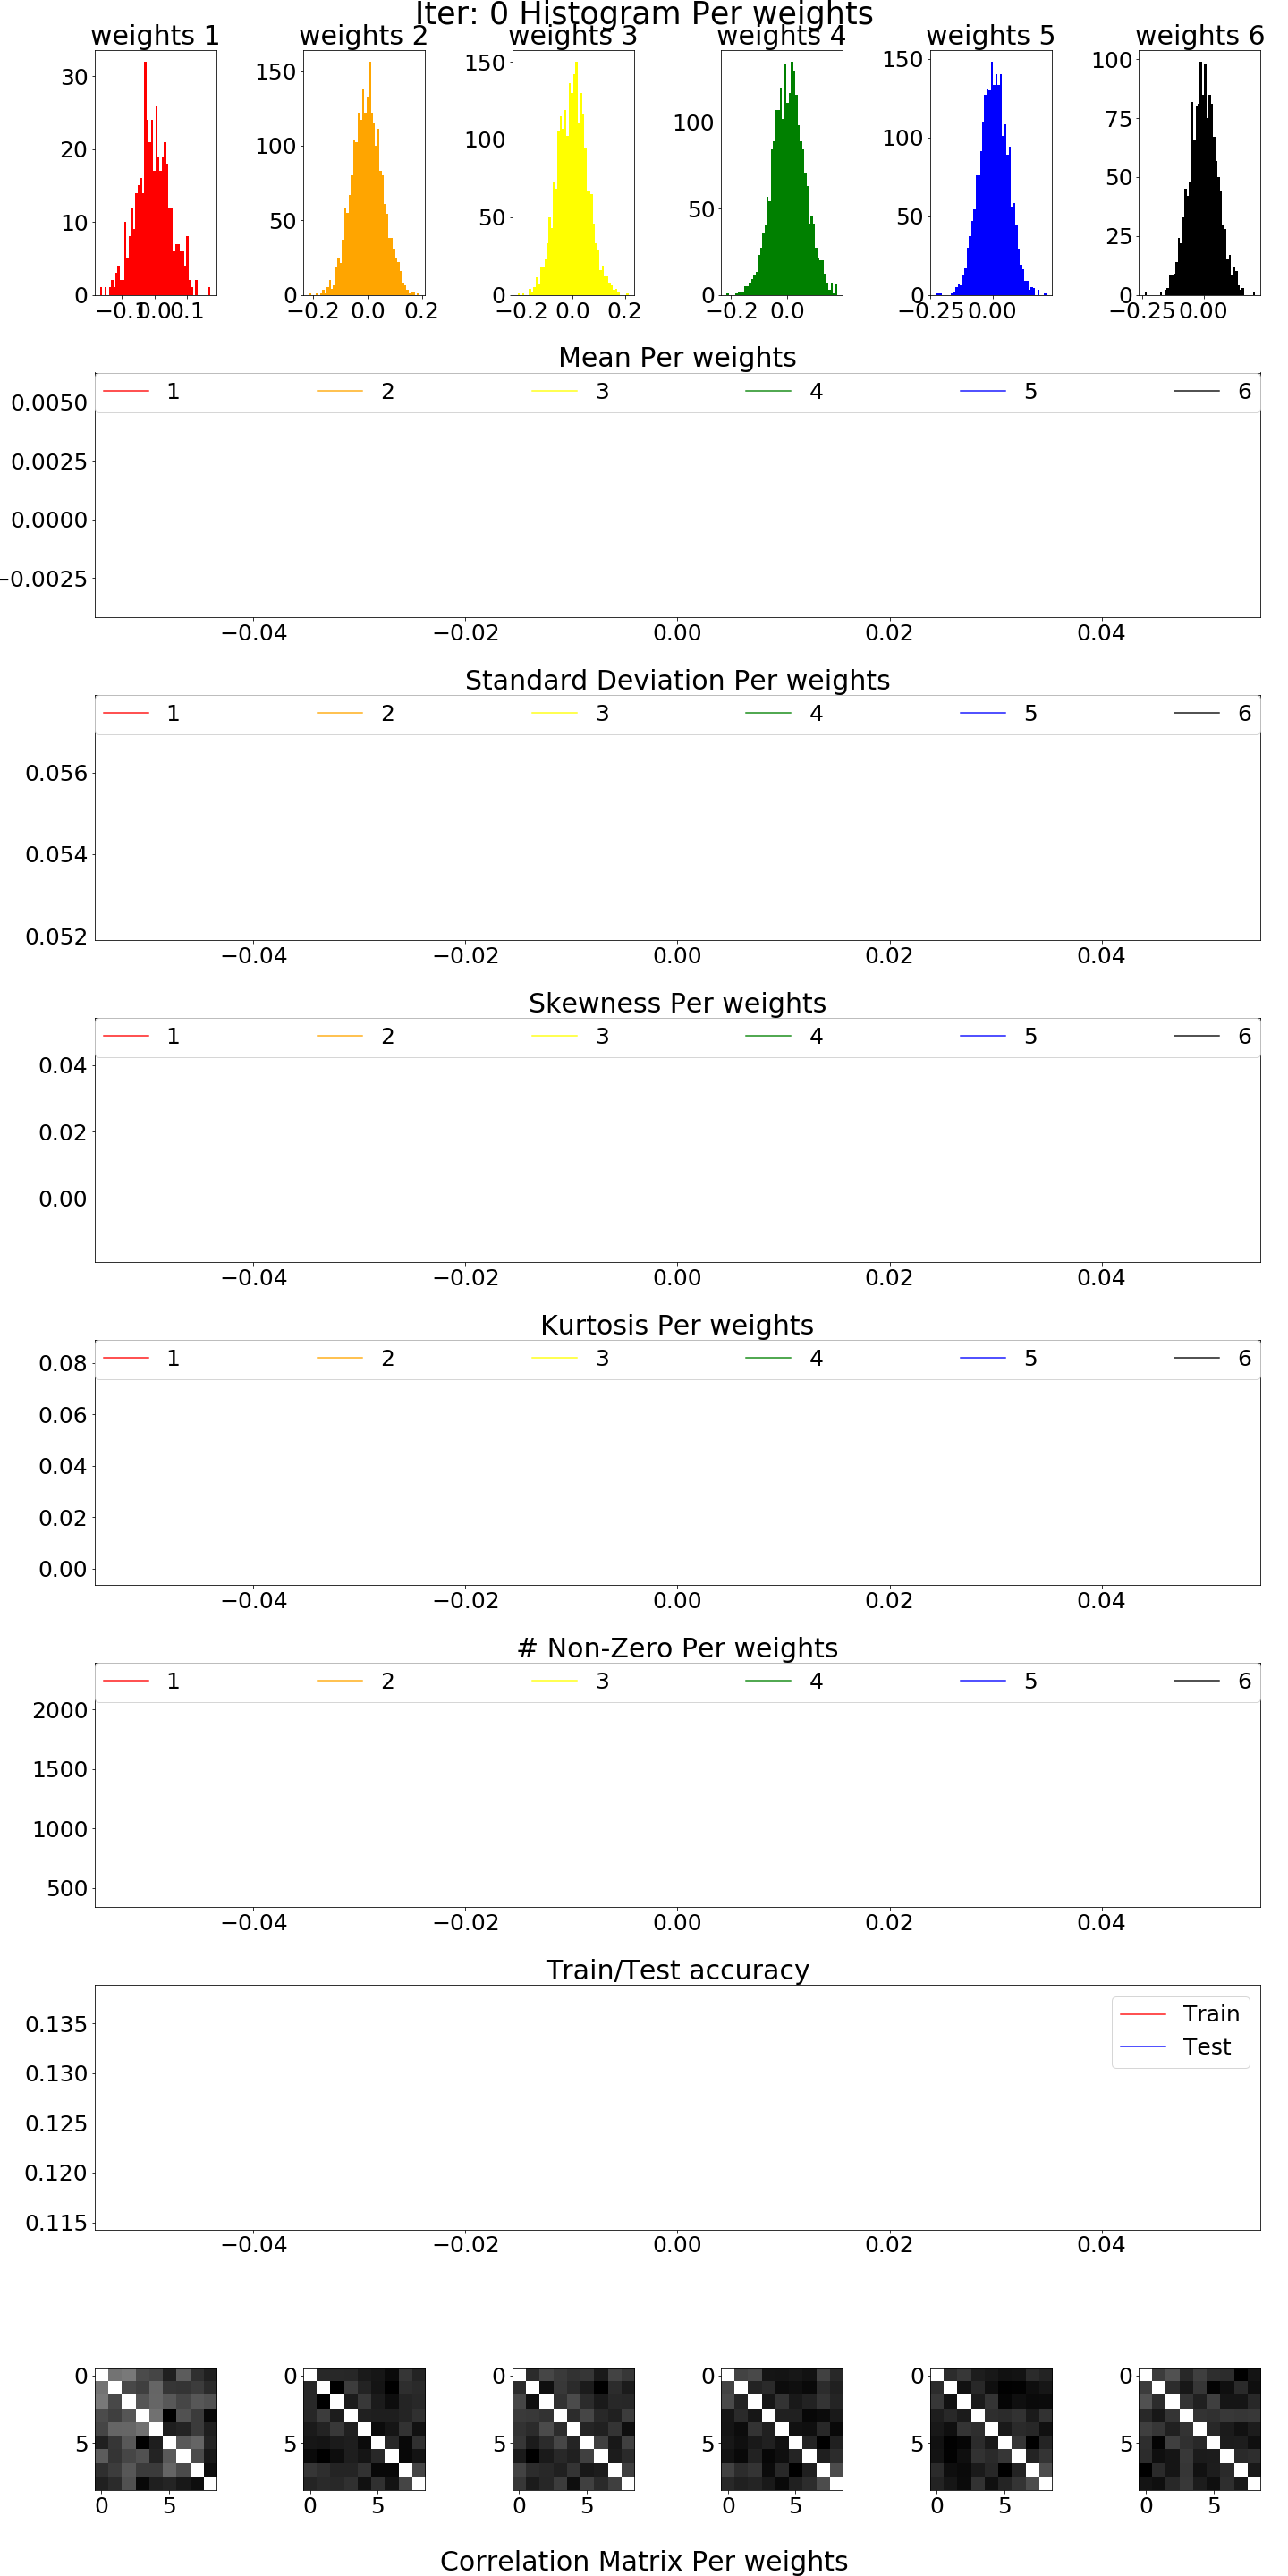 Iter: 0 Histogram Per weights
weights 1 weights 2 weights 3 weights 4 weights 5 weights 6
30
20
10
0
−0.1 0.00 0.1
150
100
50
0
−0.2 0.0 0.2
150
100
50
0
−0.2 0.0 0.2
100
50
0
−0.2 0.0
150
100
50
0
−0.25 0.00
100
75
50
25
0
−0.25 0.00
Mean Per weights
1 2 3 4 5 6
0.0050
0.0025
0.0000
−0.0025
−0.04 −0.02 0.00 0.02 0.04
Standard Deviation Per weights
1 2 3 4 5 6
0.056
0.054
0.052
−0.04 −0.02 0.00 0.02 0.04
Skewness Per weights
1 2 3 4 5 6
0.04
0.02
0.00
−0.04 −0.02 0.00 0.02 0.04
Kurtosis Per weights
1 2 3 4 5 6
0.08
0.06
0.04
0.02
0.00
−0.04 −0.02 0.00 0.02 0.04
# Non-Zero Per weights
1 2 3 4 5 6
2000
1500
1000
500
−0.04 −0.02 0.00 0.02 0.04
Train/Test accuracy
Train
Test
0.135
0.130
0.125
0.120
0.115
−0.04 −0.02 0.00 0.02 0.04
0 0 0 0 0 0
5 5 5 5 5 5
0 5 0 5 0 5 0 5 0 5 0 5
Correlation Matrix Per weights